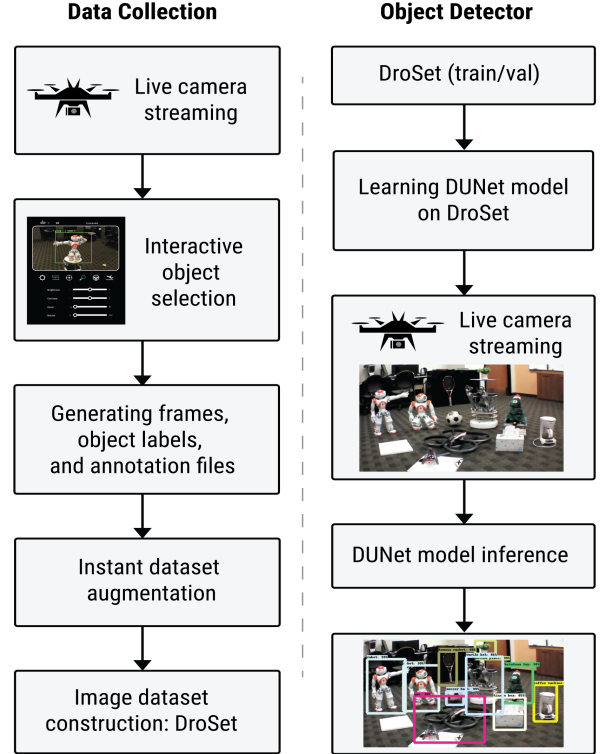 Data Collection
Live camera
streaming
Interactive
object
selection
Generating frames,
object labels,
and annotation files
Instant dataset
augmentation
Image dataset
construction: DroSet
Object Detector
DroSet (train/val)
Learning DUNet model
on DroSet
Live camera
streaming
DUNet model inference